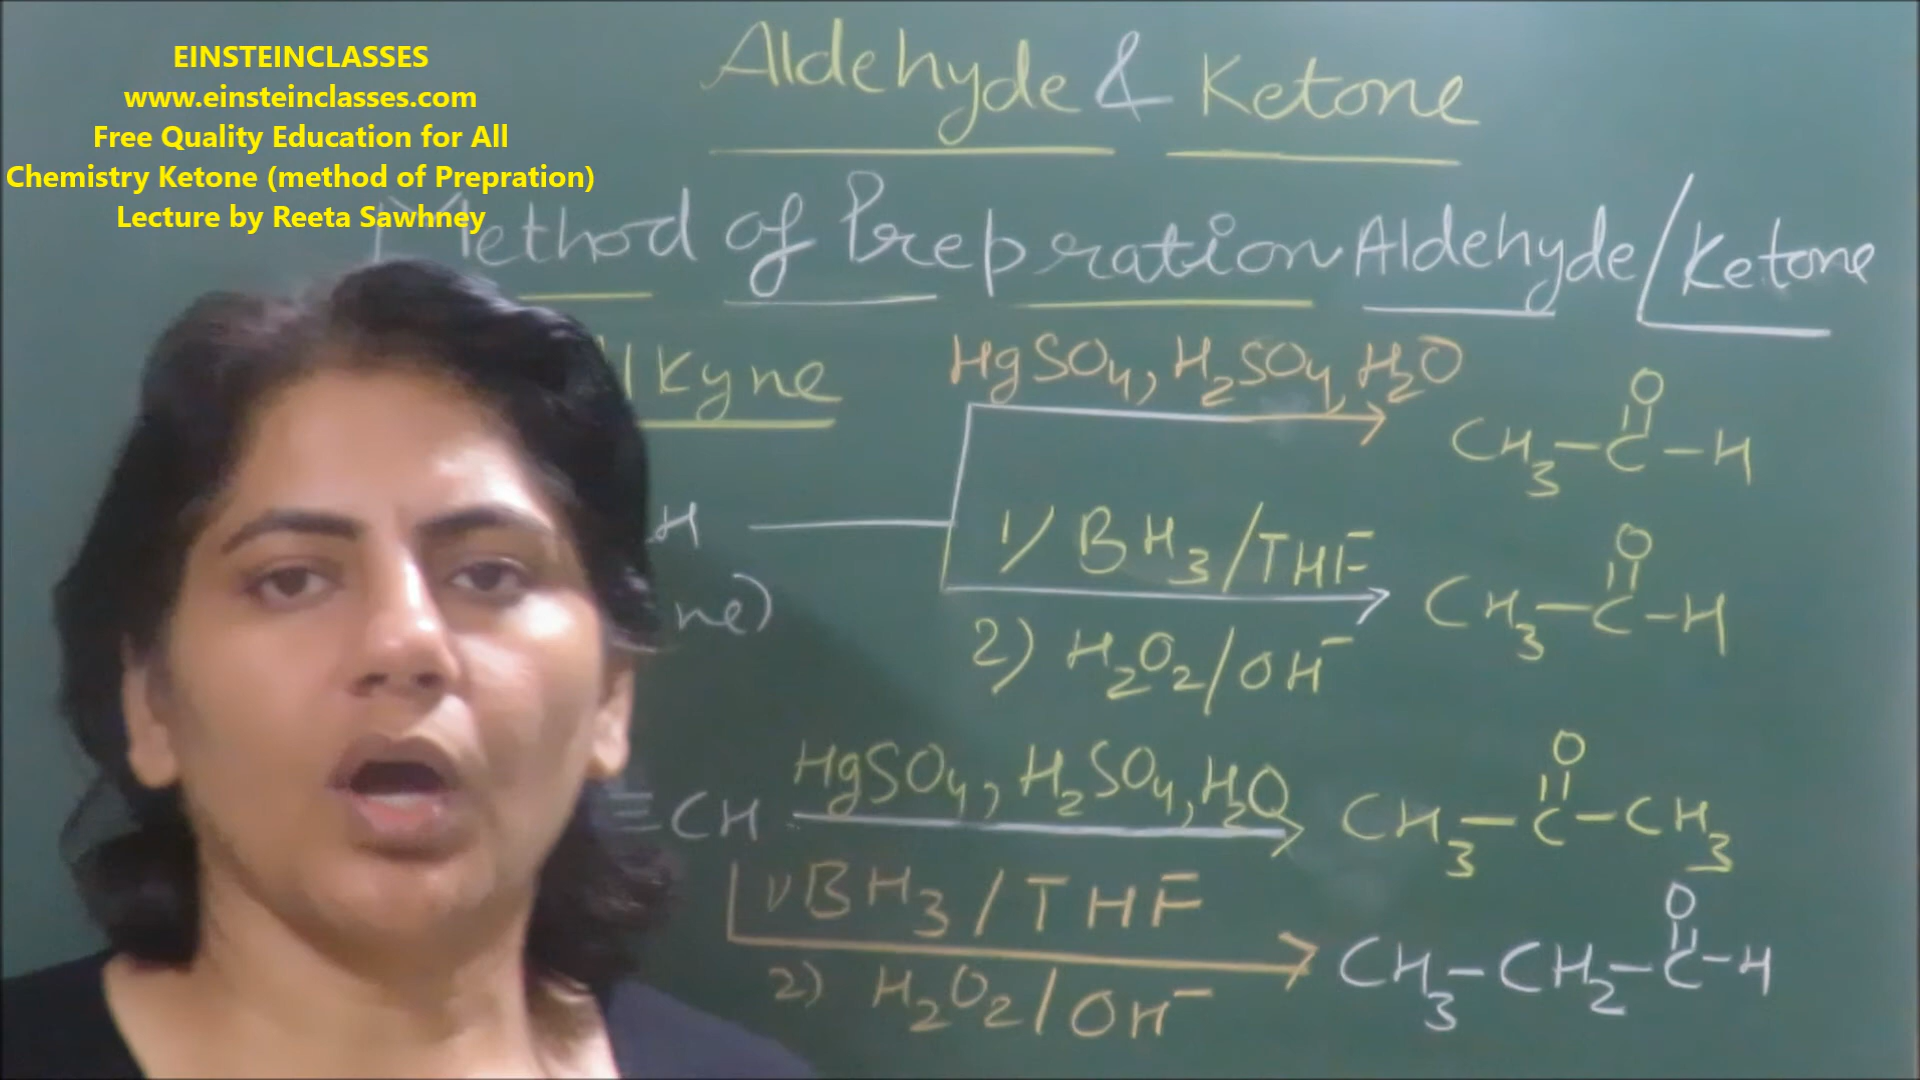 EINSTEINCLASSES
www.einsteinclasses.com
Free Quality Education for All
Chemistry Ketone (method of Prepration)
Lecture by Reeta Sawhney
Aldehyde & Ketone
Method of Prepration Aldehyde/Ketone
lkyne
HgSO4, H2SO4, H2O
O
CH3-C-H
H
1) BH3/THF
O
CH3-C-H
ne)
2) H2O2/OH⁻
≡CH
HgSO4, H2SO4, H2O
O
CH3-C-CH3
1) BH3/THF
O
CH3-CH2-C-H
2) H2O2/OH⁻